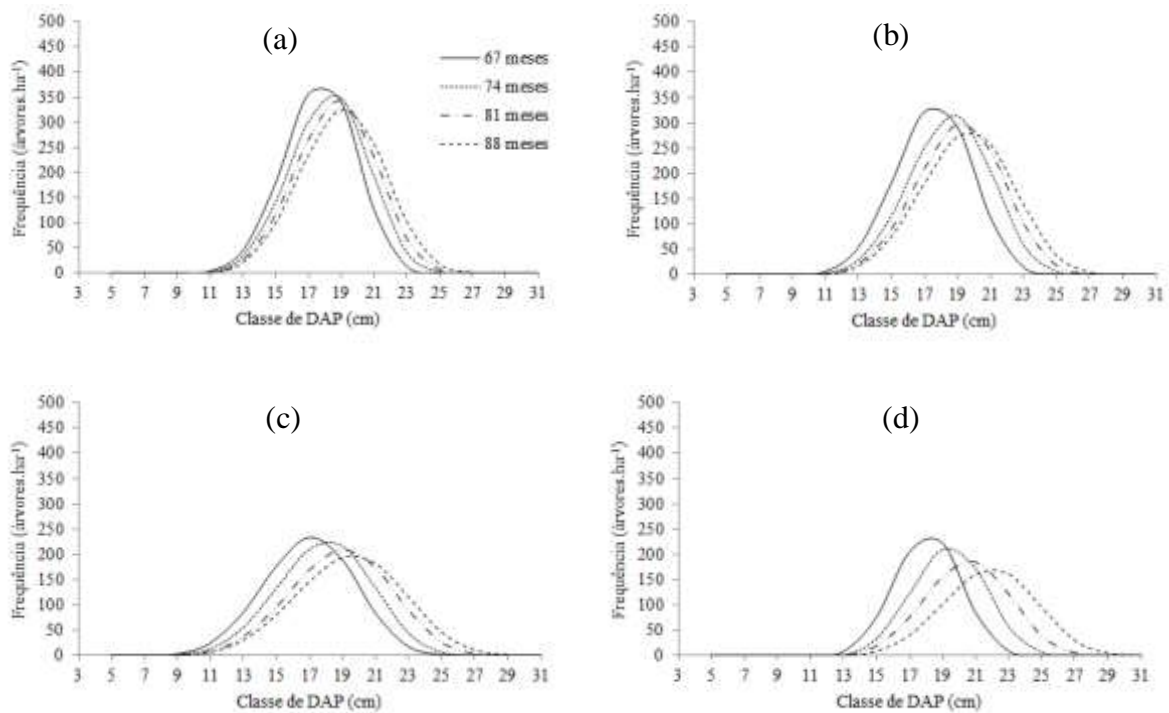 (a)
67 meses
74 meses
81 meses
88 meses
Frequência (árvores.ha⁻¹)
500
450
400
350
300
250
200
150
100
50
0
3 5 7 9 11 13 15 17 19 21 23 25 27 29 31
Classe de DAP (cm)
(b)
Frequência (árvores.ha⁻¹)
500
450
400
350
300
250
200
150
100
50
0
3 5 7 9 11 13 15 17 19 21 23 25 27 29 31
Classe de DAP (cm)
(c)
Frequência (árvores.ha⁻¹)
500
450
400
350
300
250
200
150
100
50
0
3 5 7 9 11 13 15 17 19 21 23 25 27 29 31
Classe de DAP (cm)
(d)
Frequência (árvores.ha⁻¹)
500
450
400
350
300
250
200
150
100
50
0
3 5 7 9 11 13 15 17 19 21 23 25 27 29 31
Classe de DAP (cm)